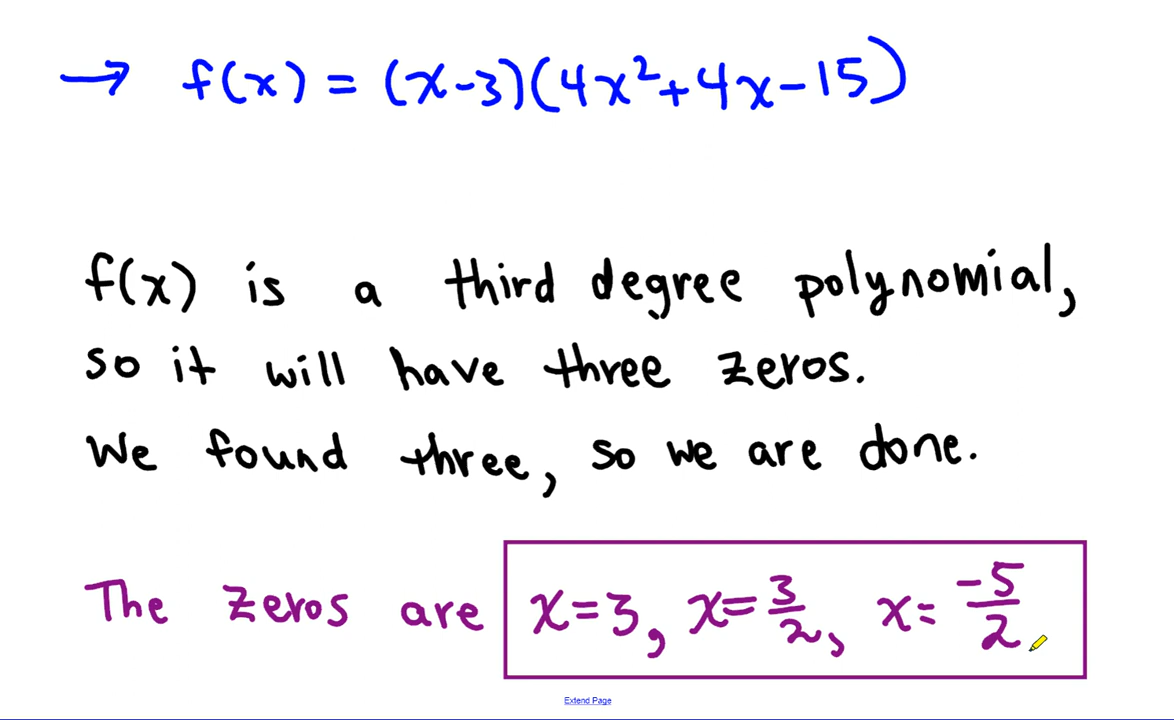 → f(x) = (x-3)(4x²+4x-15)
f(x) is a third degree polynomial,
so it will have three zeros.
We found three, so we are done.
The zeros are x=3, x=3/2, x=-5/2
Extend Page